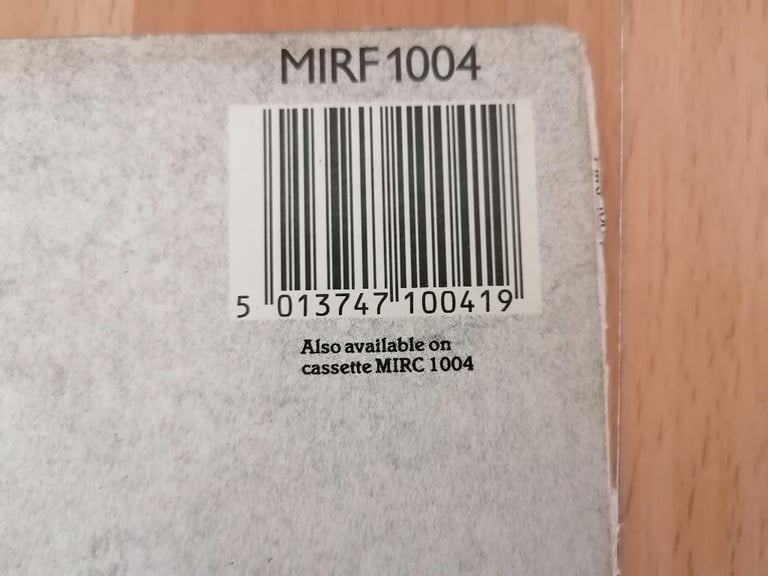 MIRF 1004
5 013747 100419
Also available on
cassette MIRC 1004